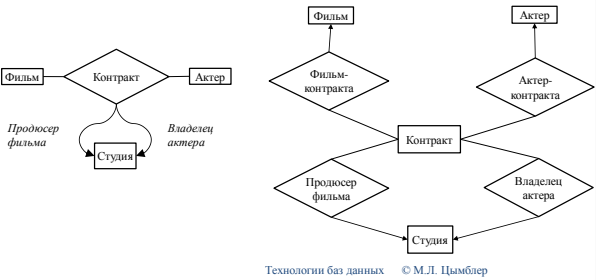 Фильм
Контракт
Актер
Продюсер
фильма
Владелец
актера
Студия
Фильм
Актер
Фильм-
контракта
Актер-
контракта
Контракт
Продюсер
фильма
Владелец
актера
Студия
Технологии баз данных © М.Л. Цымблер